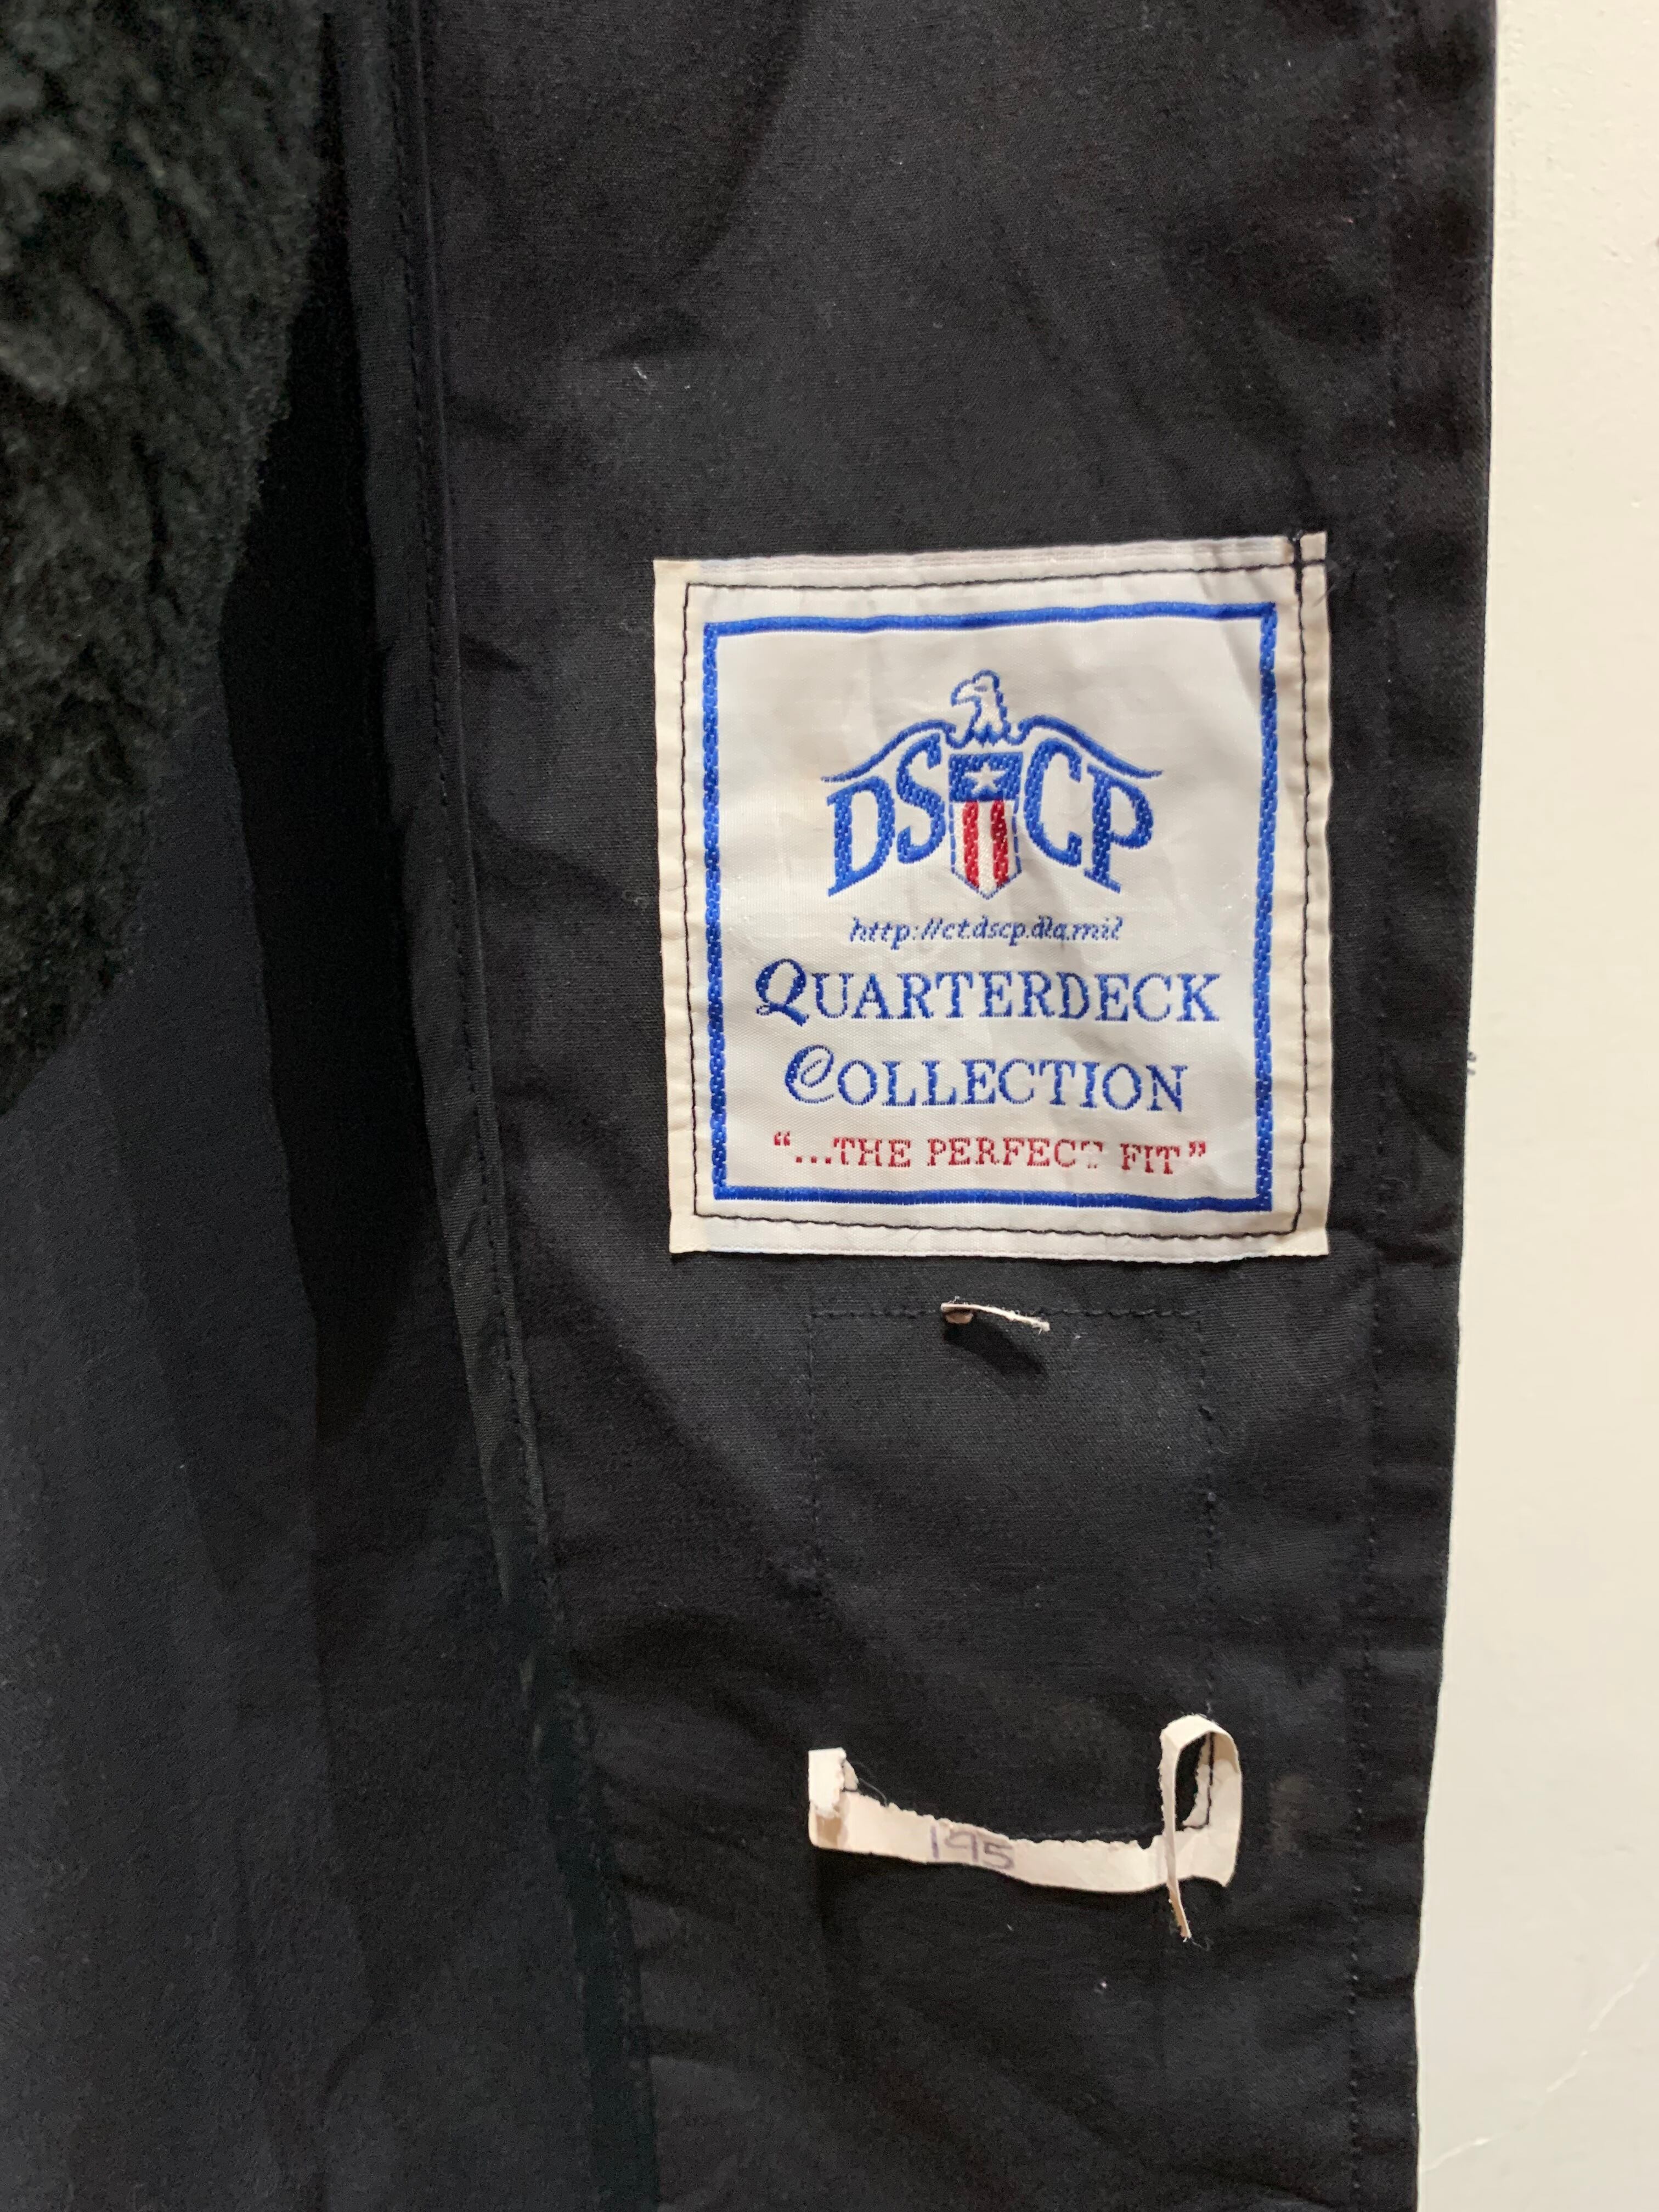 DSCP
http://ct.dscp.dla.mil
QUARTERDECK
COLLECTION
“...THE PERFECT FIT”
195